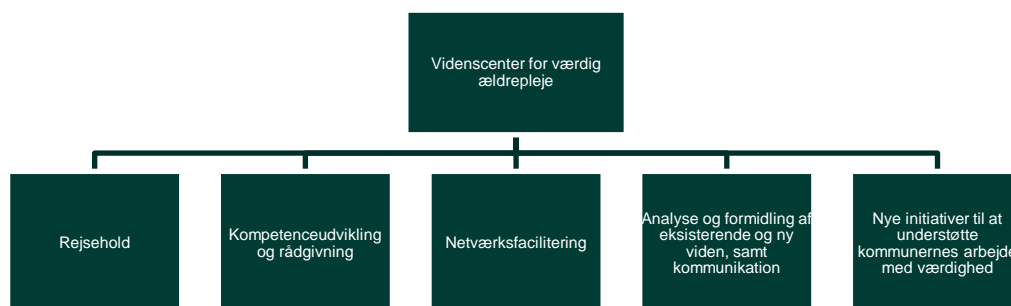 Videnscenter for værdig
ældrepleje
Rejsehold
Kompetenceudvikling
og rådgivning
Netværksfacilitering
Analyse og formidling af
eksisterende og ny
viden, samt
kommunikation
Nye initiativer til at
understøtte
kommunernes arbejde
med værdighed